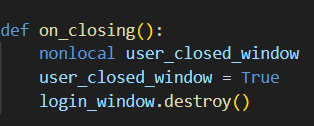 def on_closing():
    nonlocal user_closed_window
    user_closed_window = True
    login_window.destroy()